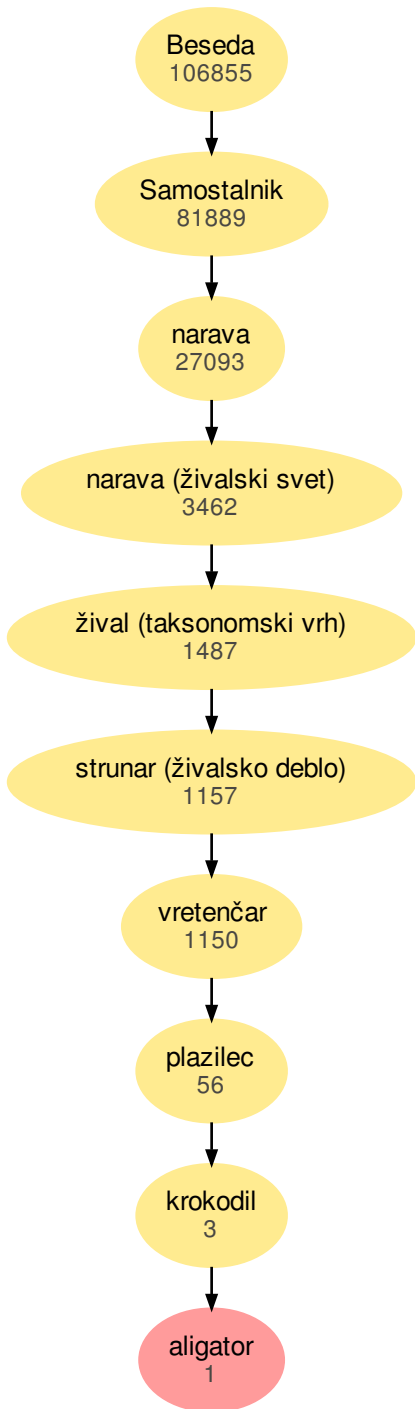 Beseda
106855
Samostalnik
81889
narava
27093
narava (živalski svet)
3462
žival (taksonomski vrh)
1487
strunar (živalsko deblo)
1157
vretenčar
1150
plazilec
56
krokodil
3
aligator
1